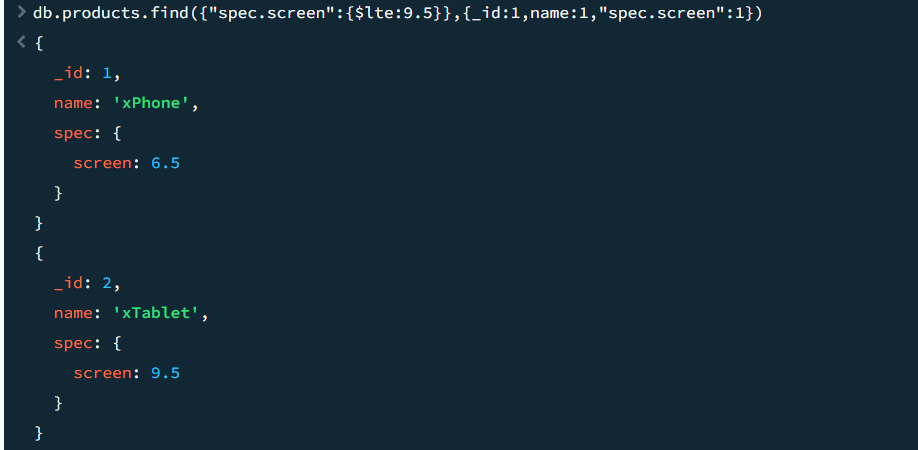 > db.products.find({"spec.screen":{$lte:9.5}},{_id:1,name:1,"spec.screen":1})
< {
_id: 1,
name: 'xPhone',
spec: {
screen: 6.5
}
}
{
_id: 2,
name: 'xTablet',
spec: {
screen: 9.5
}
}